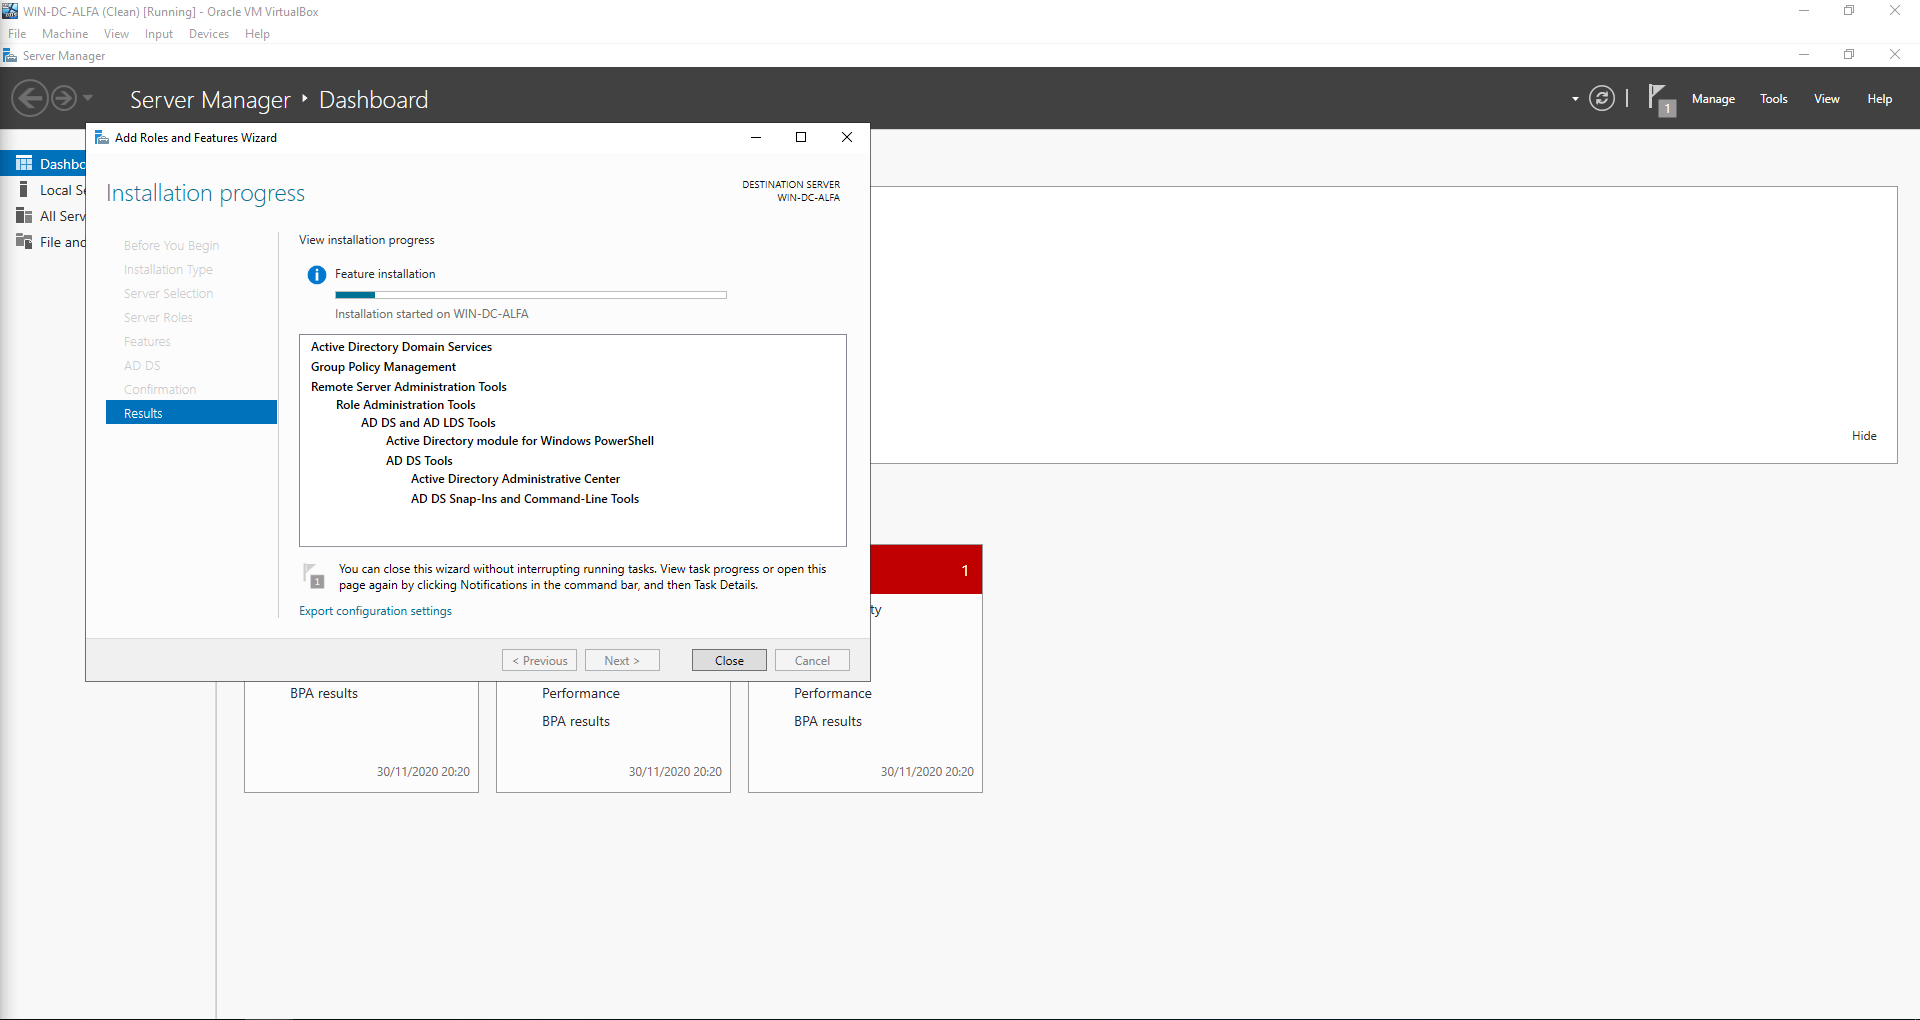 WIN-DC-ALFA (Clean) [Running] - Oracle VM VirtualBox
File Machine View Input Devices Help
Server Manager
Server Manager Dashboard
1 Manage Tools View Help
Add Roles and Features Wizard
Dashbo
Local Se
All Serv
File and
Installation progress
DESTINATION SERVER
WIN-DC-ALFA
Before You Begin
Installation Type
Server Selection
Server Roles
Features
AD DS
Confirmation
Results
View installation progress
i Feature installation
Installation started on WIN-DC-ALFA
Active Directory Domain Services
Group Policy Management
Remote Server Administration Tools
Role Administration Tools
AD DS and AD LDS Tools
Active Directory module for Windows PowerShell
AD DS Tools
Active Directory Administrative Center
AD DS Snap-Ins and Command-Line Tools
1 You can close this wizard without interrupting running tasks. View task progress or open this
page again by clicking Notifications in the command bar, and then Task Details.
Export configuration settings
< Previous Next > Close Cancel
Hide
1
ty
BPA results
30/11/2020 20:20
Performance
BPA results
30/11/2020 20:20
Performance
BPA results
30/11/2020 20:20